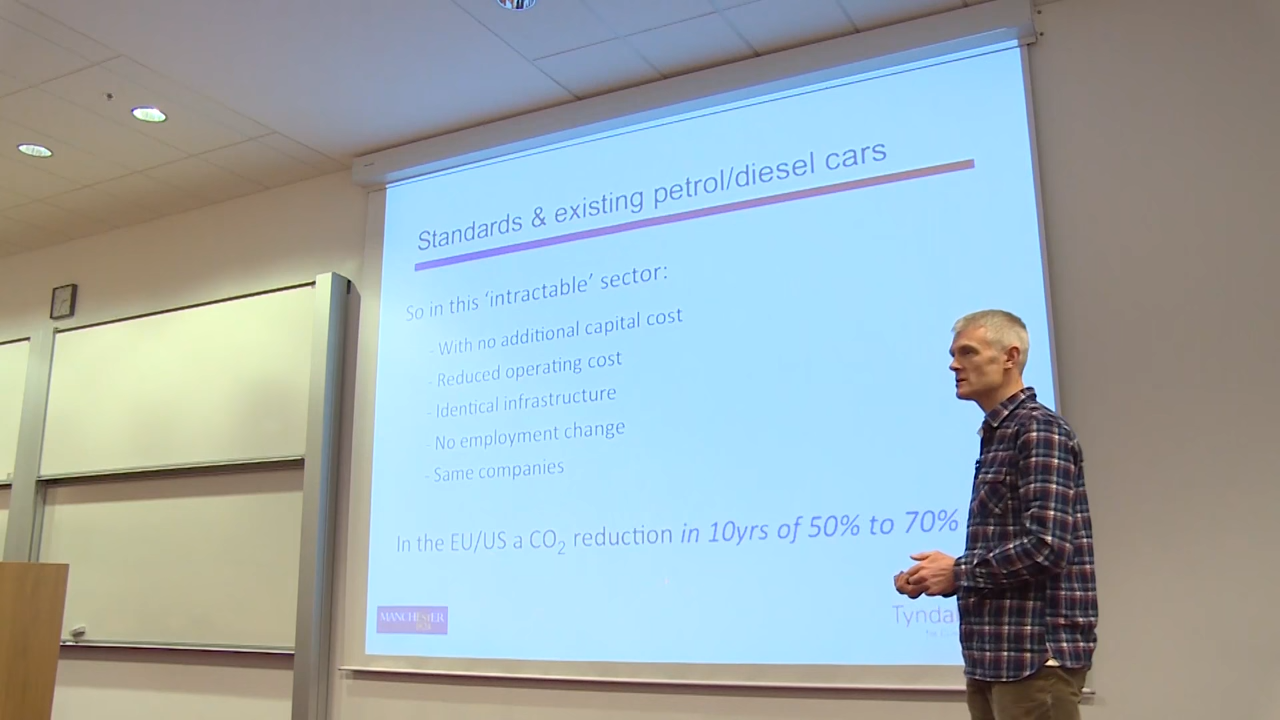 Standards & existing petrol/diesel cars
So in this ‘intractable’ sector:
- With no additional capital cost
- Reduced operating cost
- Identical infrastructure
- No employment change
- Same companies
In the EU/US a CO₂ reduction in 10yrs of 50% to 70%
MANCHESTER
1824
Tynda